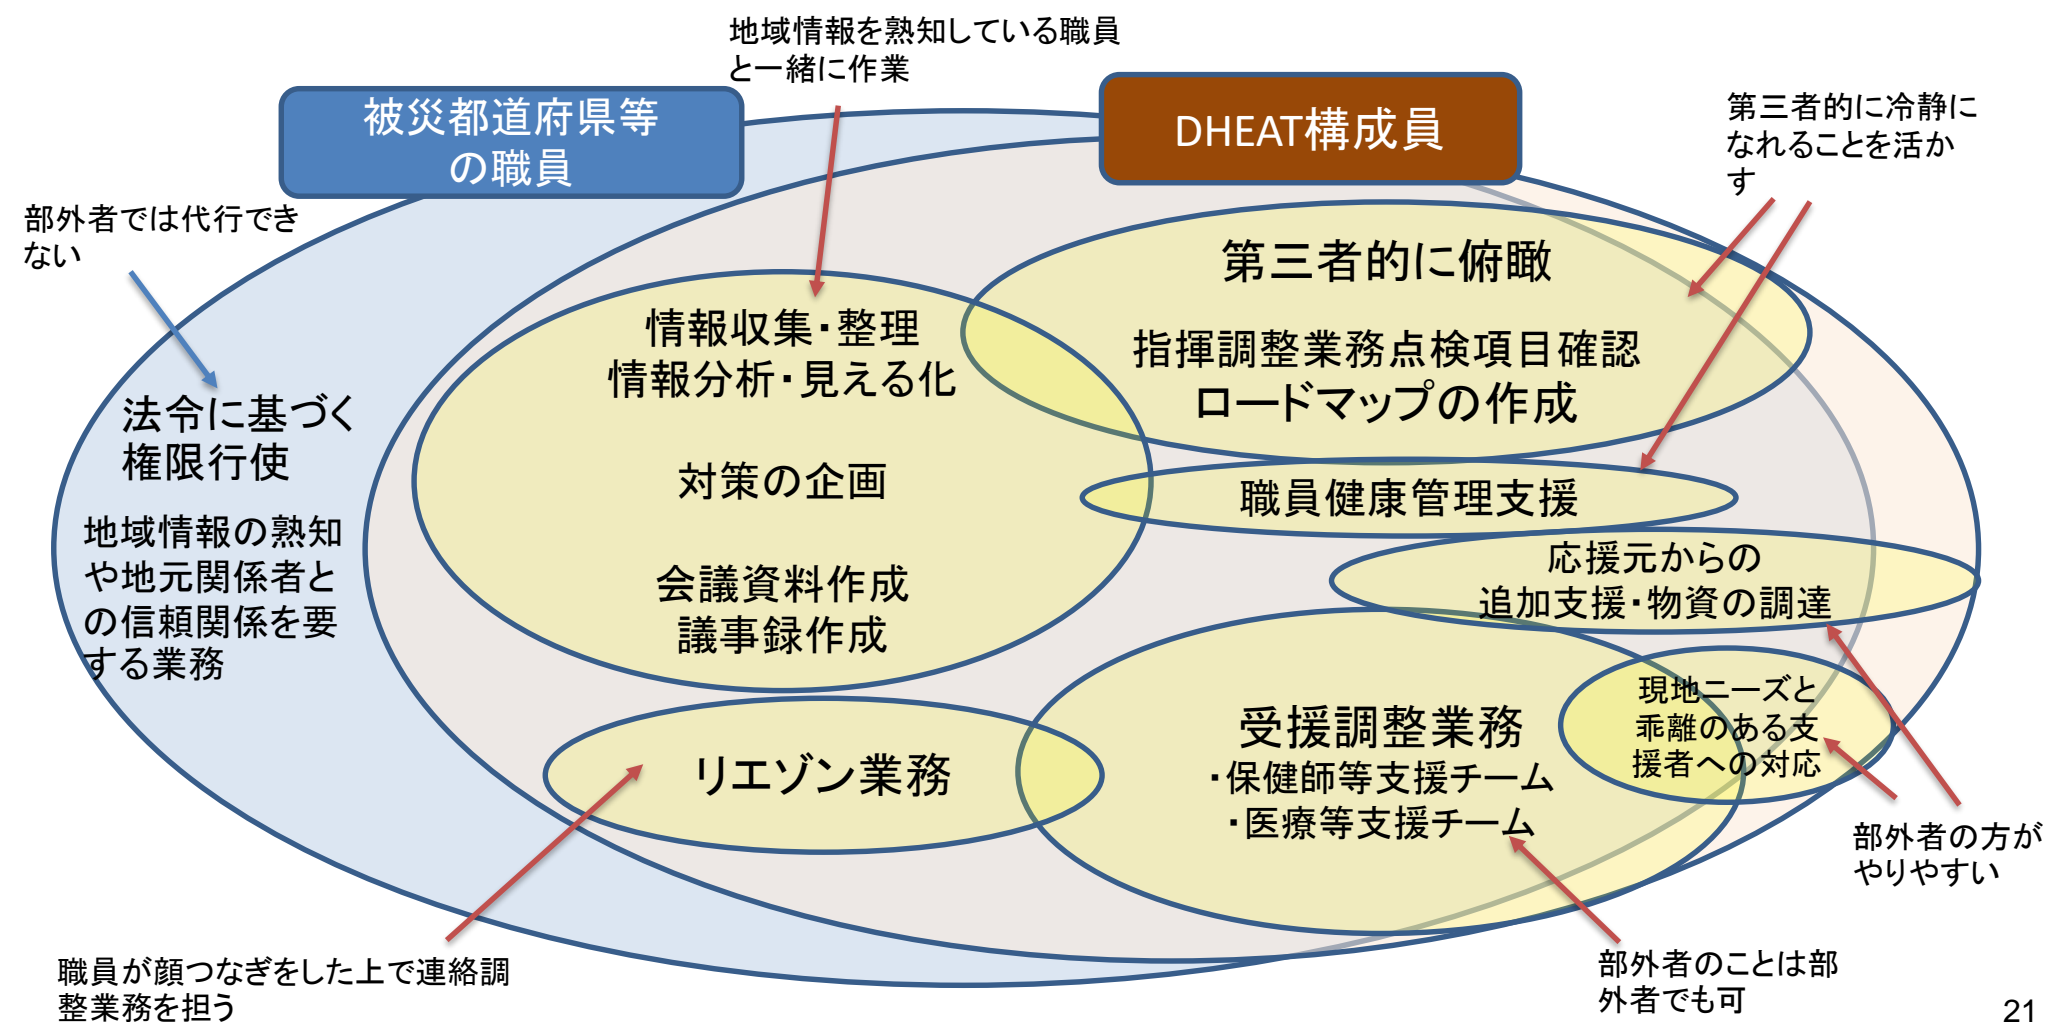 地域情報を熟知している職員
と一緒に作業
被災都道府県等
の職員
DHEAT構成員
第三者的に冷静に
なれることを活か
す
部外者では代行でき
ない
第三者的に俯瞰
指揮調整業務点検項目確認
ロードマップの作成
情報収集・整理
情報分析・見える化
対策の企画
会議資料作成
議事録作成
法令に基づく
権限行使
地域情報の熟知
や地元関係者と
の信頼関係を要
する業務
職員健康管理支援
応援元からの
追加支援・物資の調達
現地ニーズと
乖離のある支
援者への対応
受援調整業務
・保健師等支援チーム
・医療等支援チーム
リエゾン業務
部外者の方が
やりやすい
職員が顔つなぎをした上で連絡調
整業務を担う
部外者のことは部
外者でも可
21